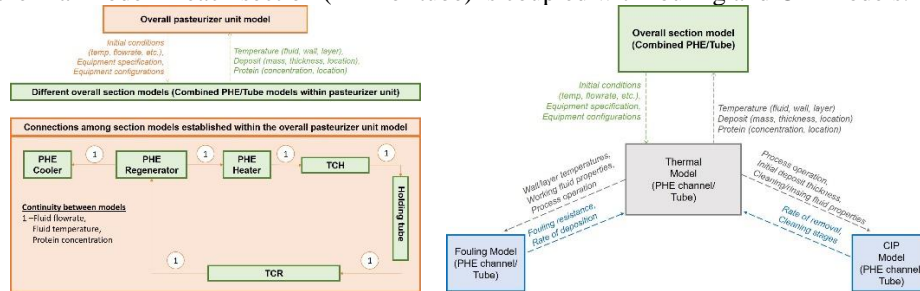 Overall pasteurizer unit model
Initial conditions
(temp, flowrate, etc.),
Equipment specification,
Equipment configurations
Temperature (fluid, wall, layer),
Deposit (mass, thickness, location),
Protein (concentration, location)
Different overall section models (Combined PHE/Tube models within pasteurizer unit)
Connections among section models established within the overall pasteurizer unit model
PHE
Cooler
1
PHE
Regenerator
1
PHE
Heater
1
TCH
1
Holding tube
Continuity between models
1 –Fluid flowrate,
Fluid temperature,
Protein concentration
1
TCR
1
Overall section model
(Combined PHE/Tube)
Initial conditions
(temp, flowrate, etc.),
Equipment specification,
Equipment configurations
Temperature (fluid, wall, layer)
Deposit (mass, thickness, location)
Protein (concentration, location)
Thermal
Model
(PHE channel/
Tube)
Wall/layer temperatures,
Working fluid properties,
Process operation
Fouling resistance,
Rate of deposition
Process operation,
Initial deposit thickness,
Cleaning/rinsing fluid properties
Rate of removal,
Cleaning stages
Fouling Model
(PHE channel/
Tube)
CIP
Model
(PHE channel/
Tube)